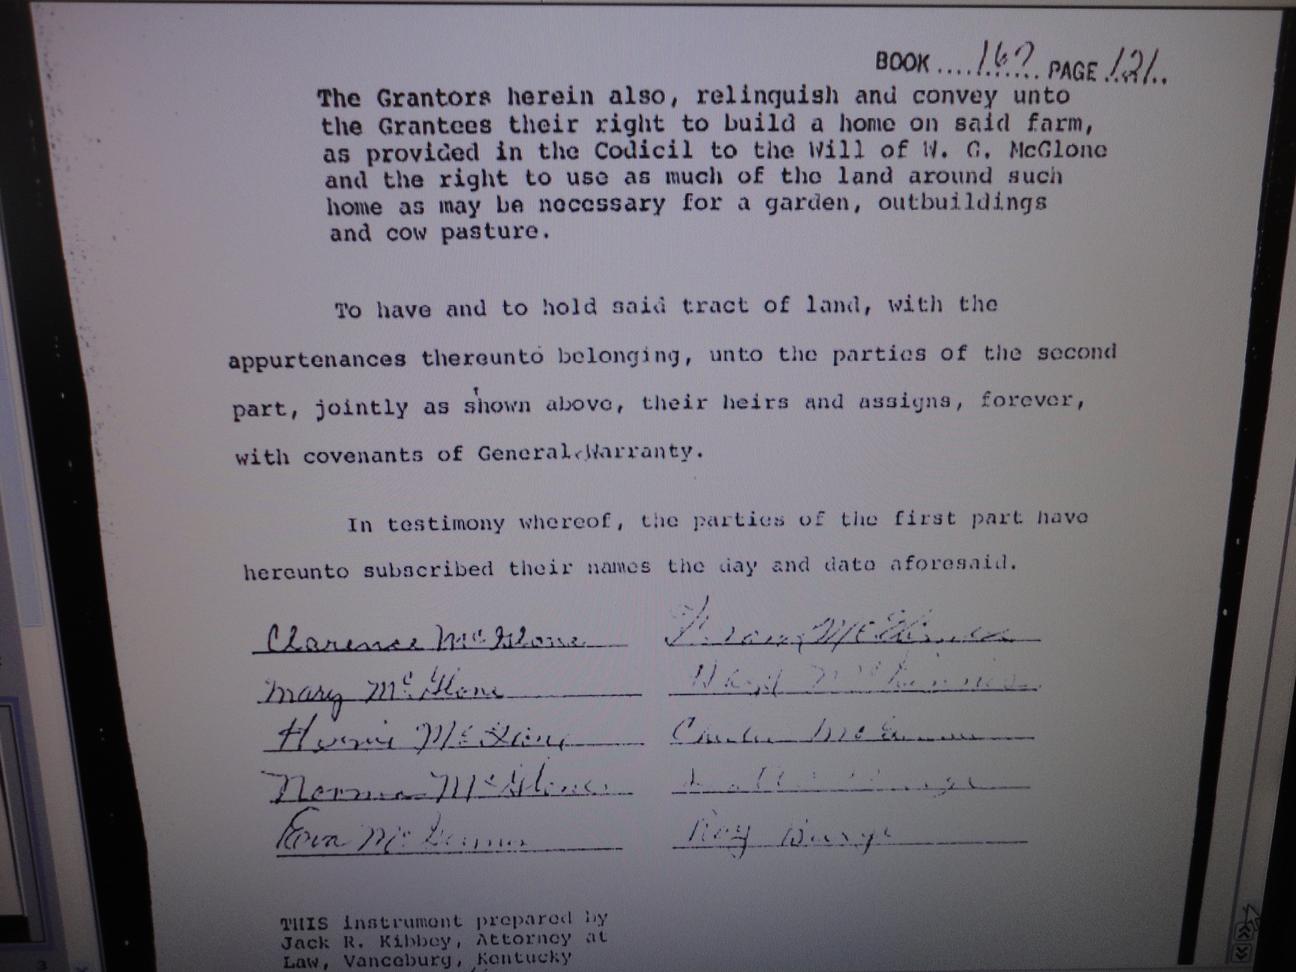 BOOK ....162.... PAGE 121..
The Grantors herein also, relinquish and convey unto
the Grantees their right to build a home on said farm,
as provided in the Codicil to the Will of W. G. McGlone
and the right to use as much of the land around such
home as may be necessary for a garden, outbuildings
and cow pasture.
To have and to hold said tract of land, with the
appurtenances thereunto belonging, unto the parties of the second
part, jointly as shown above, their heirs and assigns, forever,
with covenants of General Warranty.
In testimony whereof, the parties of the first part have
hereunto subscribed their names the day and date aforesaid.
Clarence McGlone
Mary McGlone
McGlone
Norma McGlone
Roy
THIS instrument prepared by
Jack R. Kibbey, Attorney at
Law, Vanceburg, Kentucky